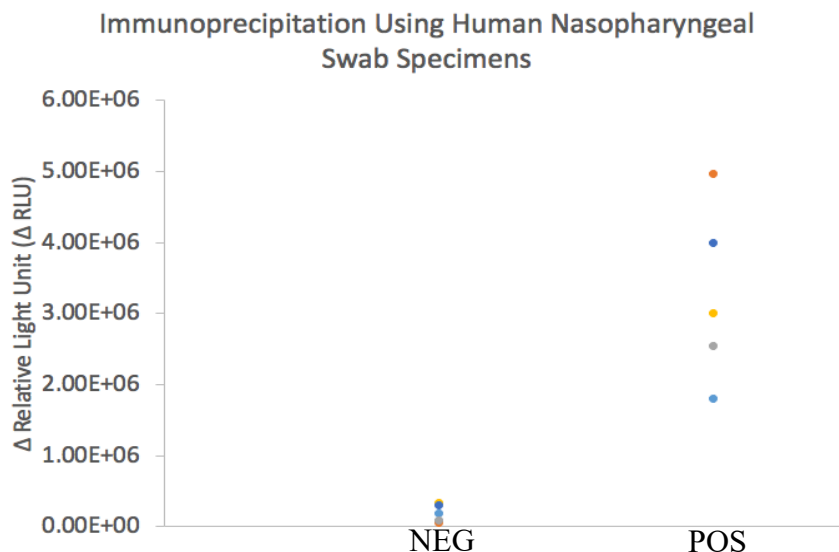 Immunoprecipitation Using Human Nasopharyngeal
Swab Specimens
Δ Relative Light Unit (Δ RLU)
6.00E+06
5.00E+06
4.00E+06
3.00E+06
2.00E+06
1.00E+06
0.00E+00
NEG POS